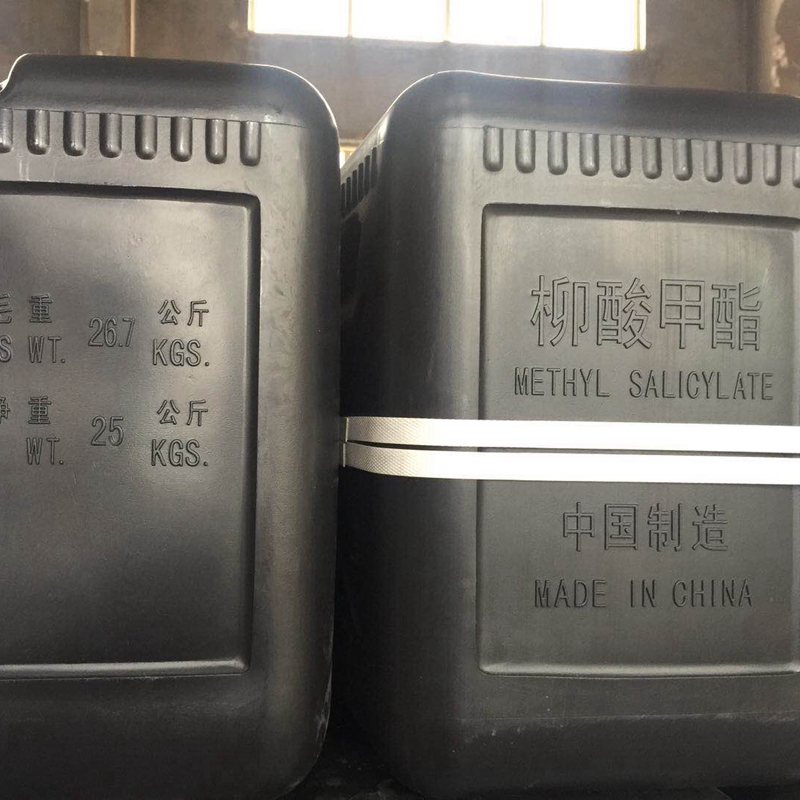 毛 重 26.7 公斤
S WT. KGS.
重 25 公斤
WT. KGS.
柳酸甲酯
METHYL SALICYLATE
中国制造
MADE IN CHINA